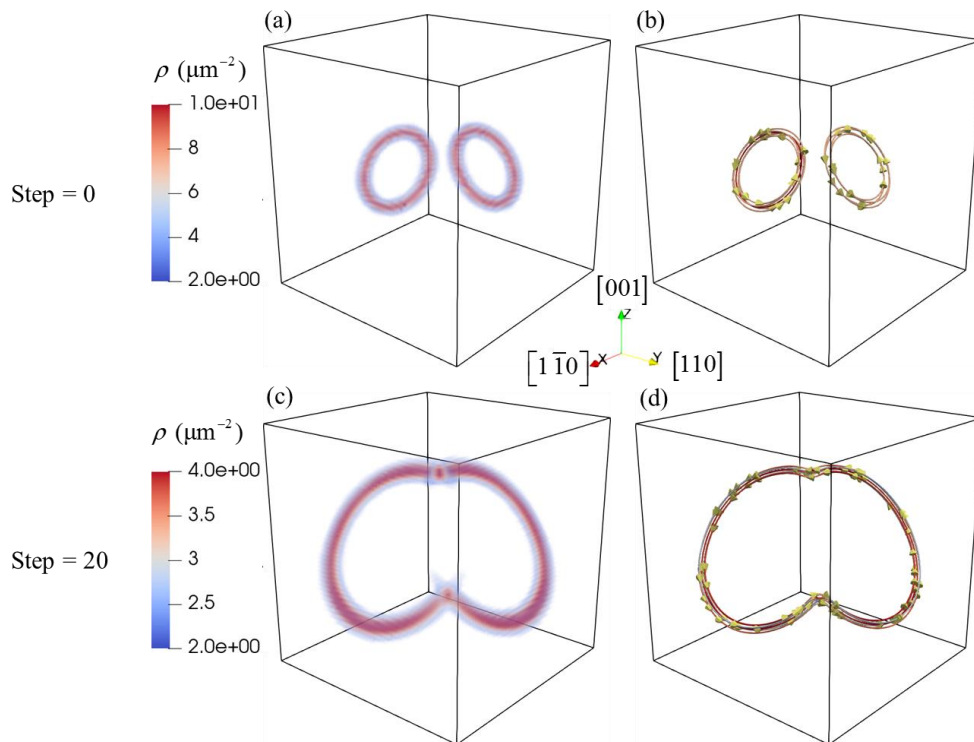 (a) (b)
ρ (μm⁻²)
1.0e+01
8
6
4
2.0e+00
Step = 0
[001]
Z
[1 1̅0] X Y [110]
(c) (d)
ρ (μm⁻²)
4.0e+00
3.5
3
2.5
2.0e+00
Step = 20